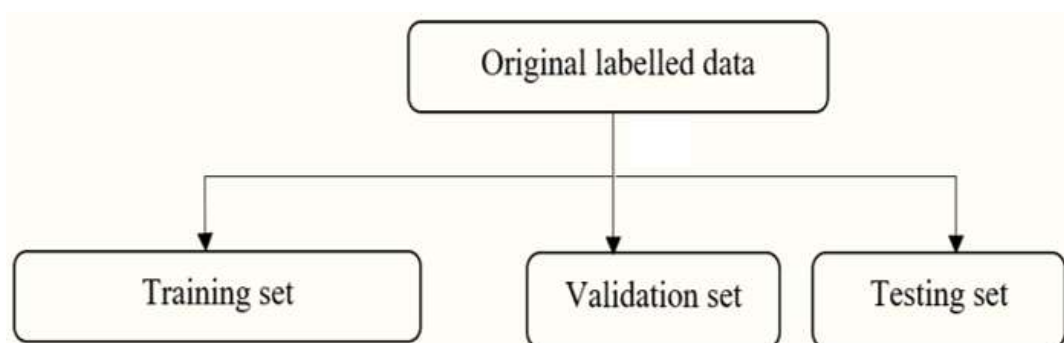 Original labelled data
Training set
Validation set
Testing set